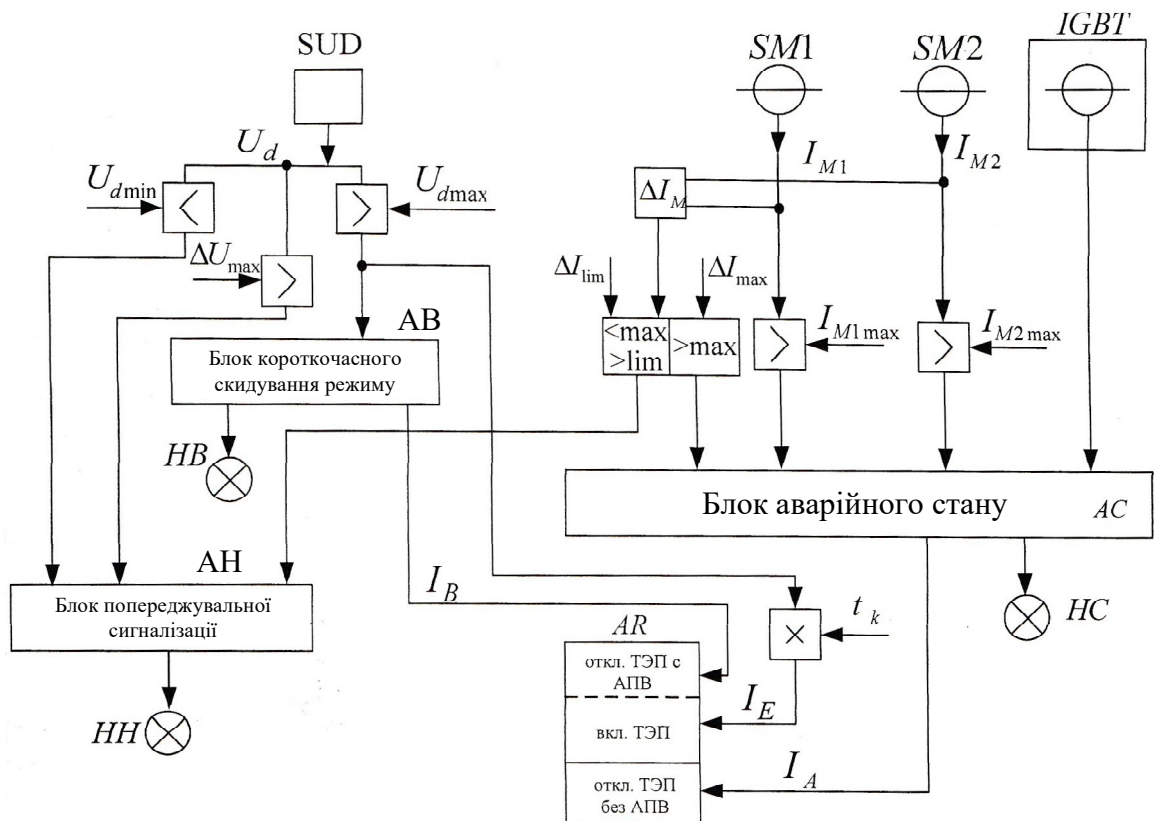 SUD
SM1
SM2
IGBT
U_d
I_M1
I_M2
U_dmin
U_dmax
<
>
ΔI_M
ΔU_max
>
ΔI_lim
ΔI_max
AB
<max
>lim
>max
>
I_M1max
>
I_M2max
Блок короткочасного
скидування режиму
HB
Блок аварійного стану
AC
AH
Блок попереджувальної
сигналізації
I_B
t_k
×
HC
AR
откл. ТЭП с
АПВ
I_E
вкл. ТЭП
HH
I_A
откл. ТЭП
без АПВ